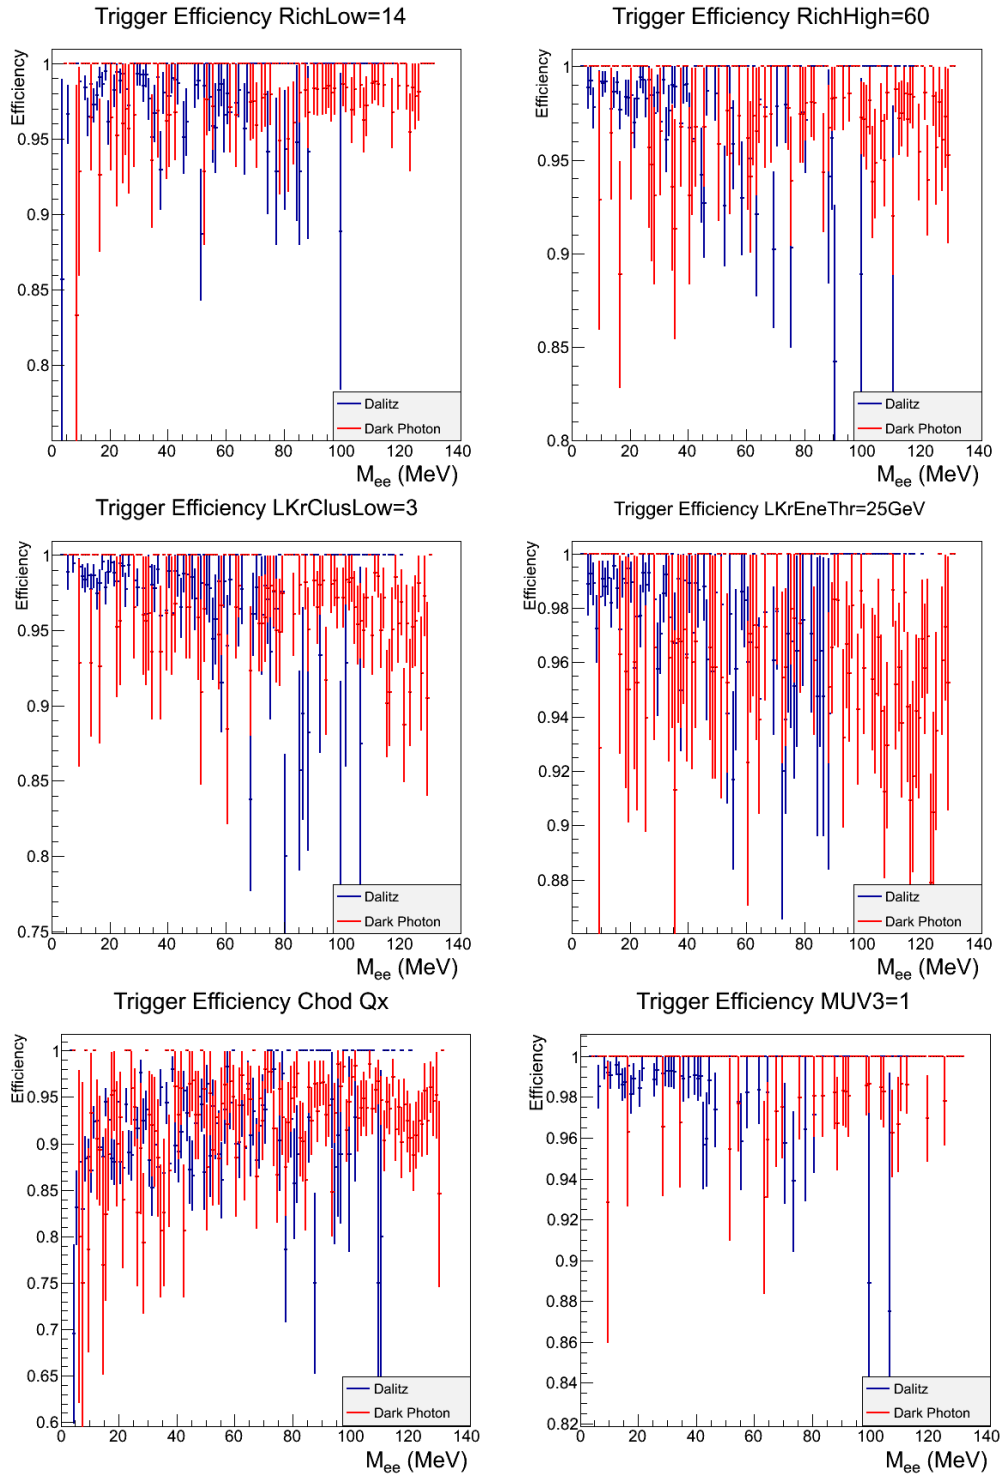 Trigger Efficiency RichLow=14
Efficiency
1
0.95
0.9
0.85
0.8
0 20 40 60 80 100 120 140
M_ee (MeV)
Dalitz
Dark Photon
Trigger Efficiency RichHigh=60
Efficiency
1
0.95
0.9
0.85
0.8
0 20 40 60 80 100 120 140
M_ee (MeV)
Dalitz
Dark Photon
Trigger Efficiency LKrClusLow=3
Efficiency
1
0.95
0.9
0.85
0.8
0.75
0 20 40 60 80 100 120 140
M_ee (MeV)
Dalitz
Dark Photon
Trigger Efficiency LKrEneThr=25GeV
Efficiency
1
0.98
0.96
0.94
0.92
0.9
0.88
0 20 40 60 80 100 120 140
M_ee (MeV)
Dalitz
Dark Photon
Trigger Efficiency Chod Qx
Efficiency
1
0.95
0.9
0.85
0.8
0.75
0.7
0.65
0.6
0 20 40 60 80 100 120 140
M_ee (MeV)
Dalitz
Dark Photon
Trigger Efficiency MUV3=1
Efficiency
1
0.98
0.96
0.94
0.92
0.9
0.88
0.86
0.84
0.82
0 20 40 60 80 100 120 140
M_ee (MeV)
Dalitz
Dark Photon